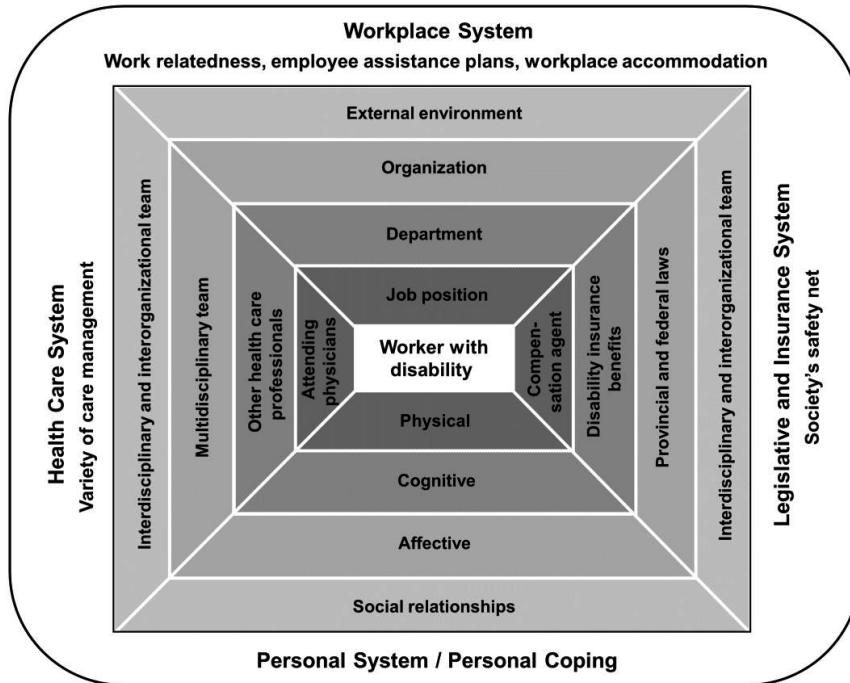 Workplace System
Work relatedness, employee assistance plans, workplace accommodation
External environment
Organization
Department
Job position
Health Care System
Variety of care management
Interdisciplinary and interorganizational team
Multidisciplinary team
Other health care
professionals
Attending
physicians
Worker with
disability
Compen-
sation agent
Disability insurance
benefits
Provincial and federal laws
Interdisciplinary and interorganizational team
Legislative and Insurance System
Society's safety net
Physical
Cognitive
Affective
Social relationships
Personal System / Personal Coping